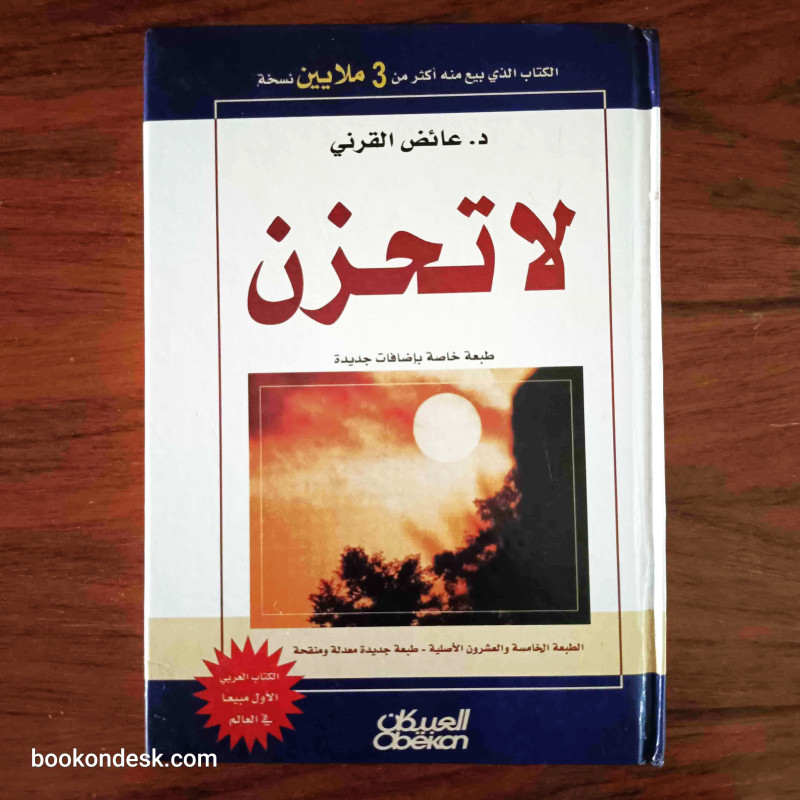 الكتاب الذي بيع منه أكثر من 3 ملايين نسخة
د. عائض القرني
لا تحزن
طبعة خاصة بإضافات جديدة
الطبعة الخامسة والعشرون الأصلية - طبعة جديدة معدلة ومنقحة
الكتاب العربي
الأول مبيعا
في العالم
العبيكان
Obëkan
bookondesk.com